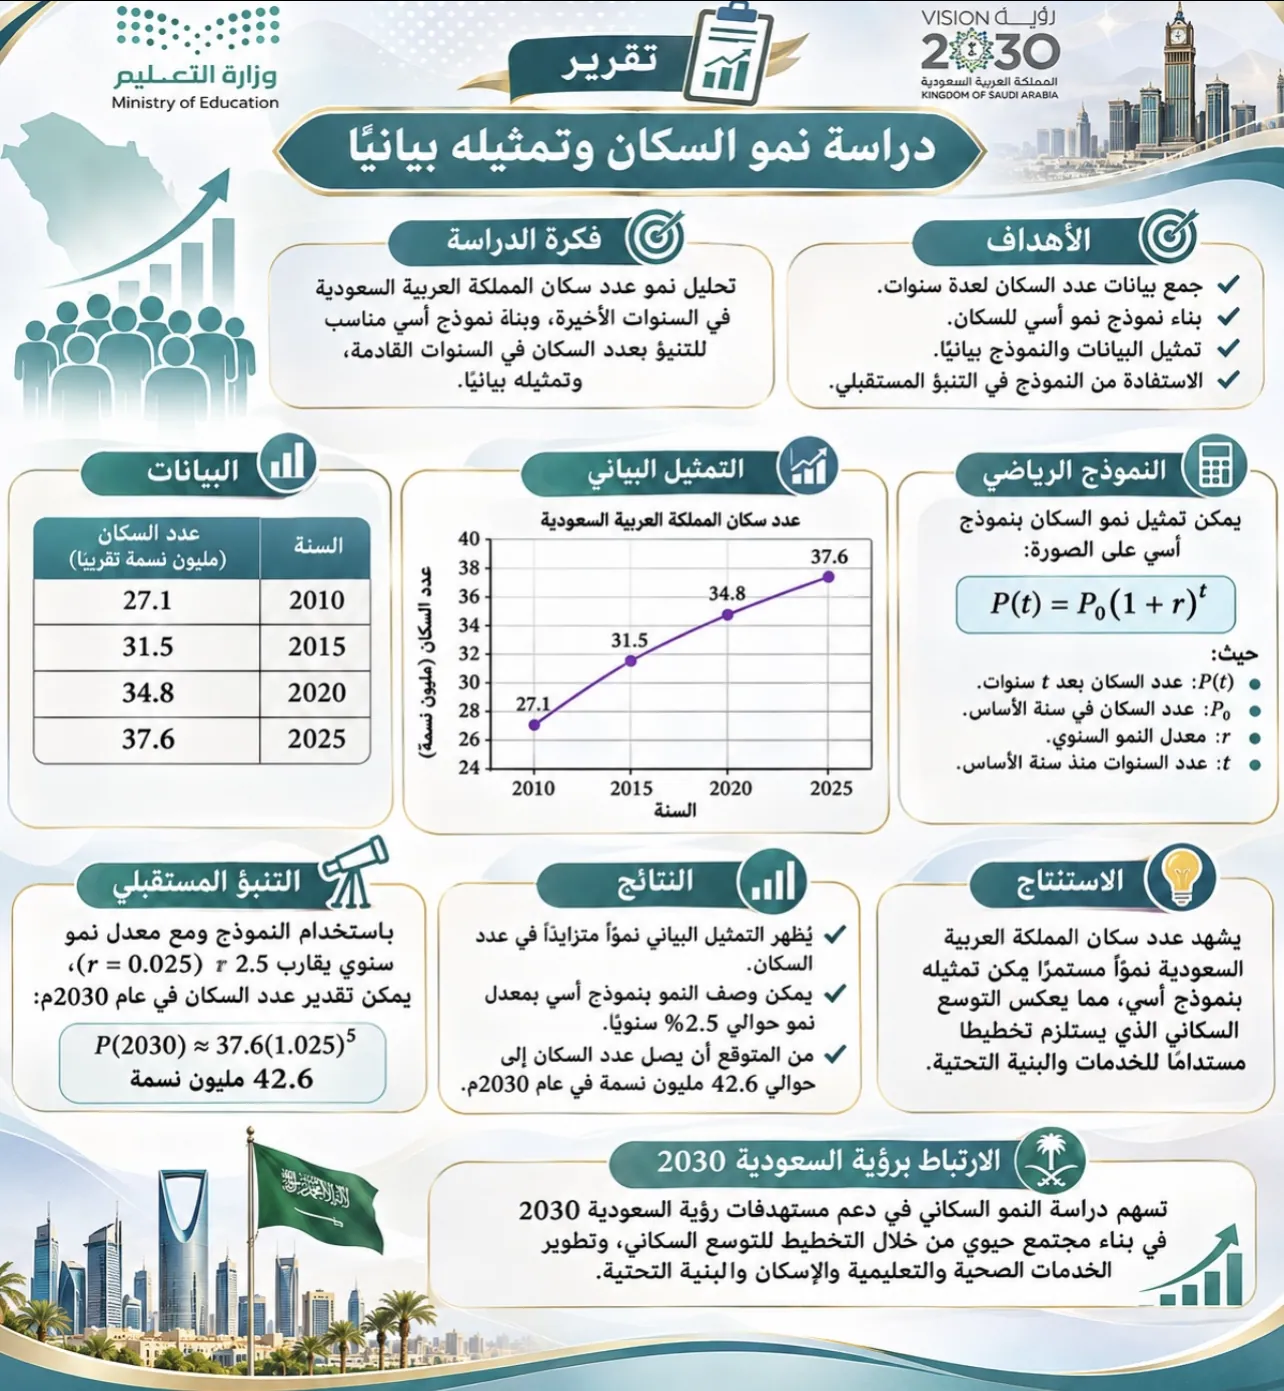 وزارة التعـليم
Ministry of Education
تقرير
VISION رؤيــة
2030
المملكة العربية السعودية
KINGDOM OF SAUDI ARABIA
دراسة نمو السكان وتمثيله بيانيًا
الأهداف
جمع بيانات عدد السكان لعدة سنوات.
بناء نموذج نمو أسي للسكان.
تمثيل البيانات والنموذج بيانيًا.
الاستفادة من النموذج في التنبؤ المستقبلي.
فكرة الدراسة
تحليل نمو عدد سكان المملكة العربية السعودية
في السنوات الأخيرة، وبناة نموذج أسي مناسب
للتنيؤ بعدد السكان في السنوات القادمة،
وتمثيله بيانيًا.
النموذج الرياضي
يمكن تمثيل نمو السكان بنموذج
أسي على الصورة:
P(t) = P₀(1 + r)ᵗ
حيث:
P(t): عدد السكان بعد t سنوات.
P₀: عدد السكان في سنة الأساس.
r: معدل النمو السنوي.
t: عدد السنوات منذ سنة الأساس.
التمثيل البياني
عدد سكان المملكة العربية السعودية
عدد السكان (مليون نسمة)
40
38
36
34
32
30
28
26
24
27.1
31.5
34.8
37.6
2010 2015 2020 2025
السنة
البيانات
السنة عدد السكان
(مليون نسمة تقريبًا)
2010 27.1
2015 31.5
2020 34.8
2025 37.6
الاستنتاج
يشهد عدد سكان المملكة العربية
السعودية نموًا مستمرًا مكن تمثيله
بنموذج أسي، مما يعكس التوسع
السكاني الذي يستلزم تخطيطا
مستدامًا للخدمات والبنية التحتية.
النتائج
يُظهر التمثيل البياني نموًا متزايدًا في عدد
السكان.
يمكن وصف النمو بنموذج أسي بمعدل
نمو حوالي 2.5% سنويًا.
من المتوقع أن يصل عدد السكان إلى
حوالي 42.6 مليون نسمة في عام 2030م.
التنبؤ المستقبلي
باستخدام النموذج ومع معدل نمو
سنوي يقارب 2.5 r (r = 0.025)،
يمكن تقدير عدد السكان في عام 2030م:
P(2030) ≈ 37.6(1.025)⁵
42.6 مليون نسمة
الارتباط برؤية السعودية 2030
تسهم دراسة النمو السكاني في دعم مستهدفات رؤية السعودية 2030
في بناء مجتمع حيوي من خلال التخطيط للتوسع السكاني، وتطوير
الخدمات الصحية والتعليمية والإسكان والبنية التحتية.